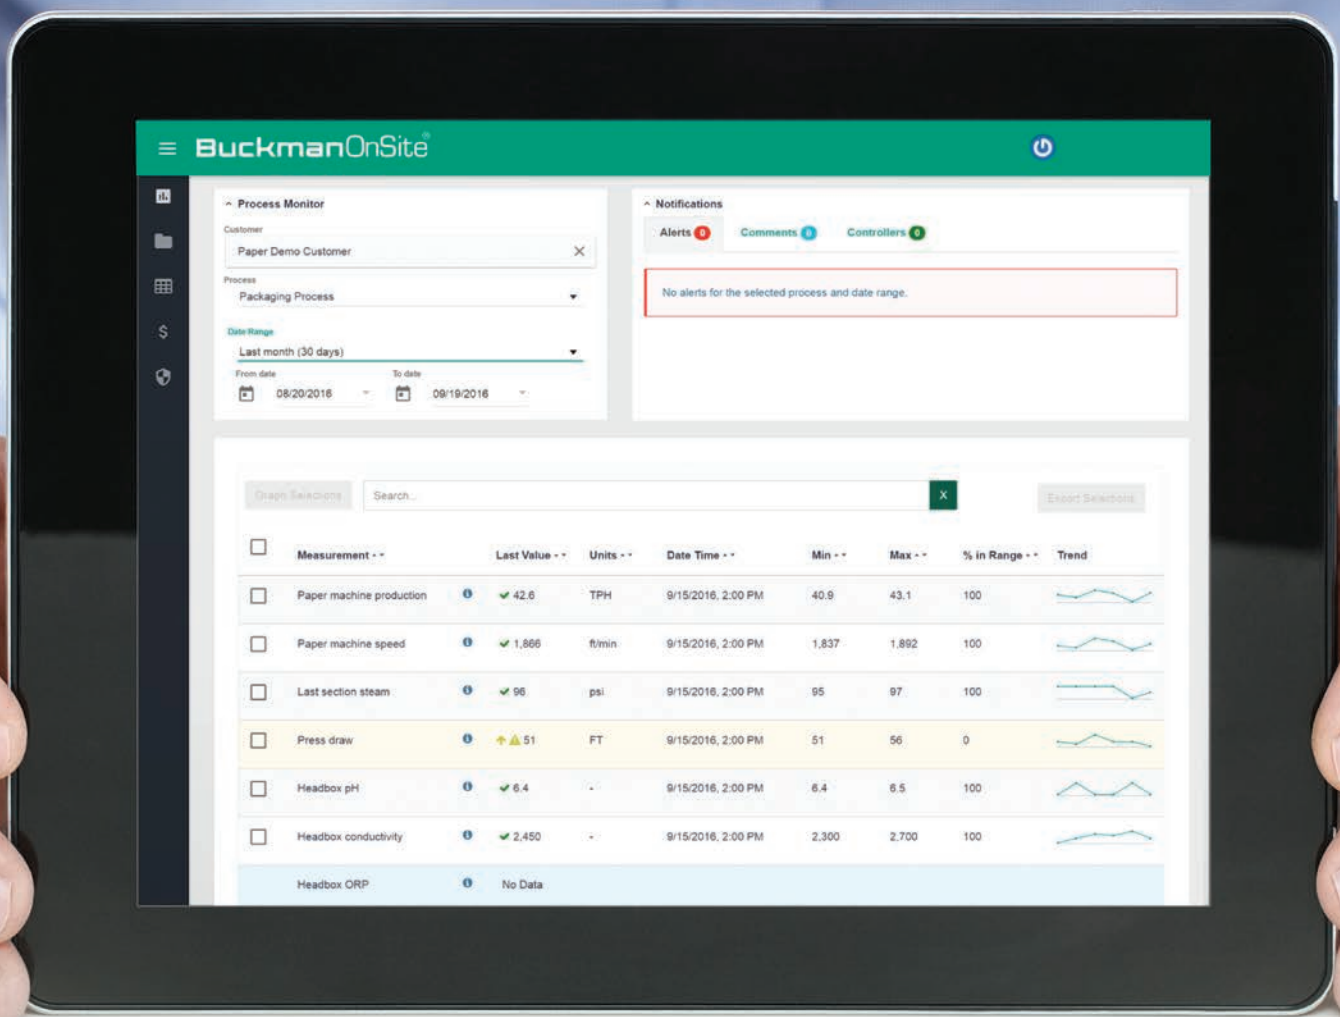 BuckmanOnSite®
Process Monitor
Notifications
Customer
Paper Demo Customer
Alerts 0 Comments 0 Controllers 0
Process
Packaging Process
No alerts for the selected process and date range.
Date Range
Last month (30 days)
From date To date
08/20/2016 09/19/2016
Graph Selections Search... X Export Selections
Measurement Last Value Units Date Time Min Max % in Range Trend
Paper machine production 42.6 TPH 9/15/2016, 2:00 PM 40.9 43.1 100
Paper machine speed 1,866 ft/min 9/15/2016, 2:00 PM 1,837 1,892 100
Last section steam 96 psi 9/15/2016, 2:00 PM 95 97 100
Press draw 51 FT 9/15/2016, 2:00 PM 51 56 0
Headbox pH 6.4 - 9/15/2016, 2:00 PM 6.4 6.5 100
Headbox conductivity 2,450 - 9/15/2016, 2:00 PM 2,300 2,700 100
Headbox ORP No Data